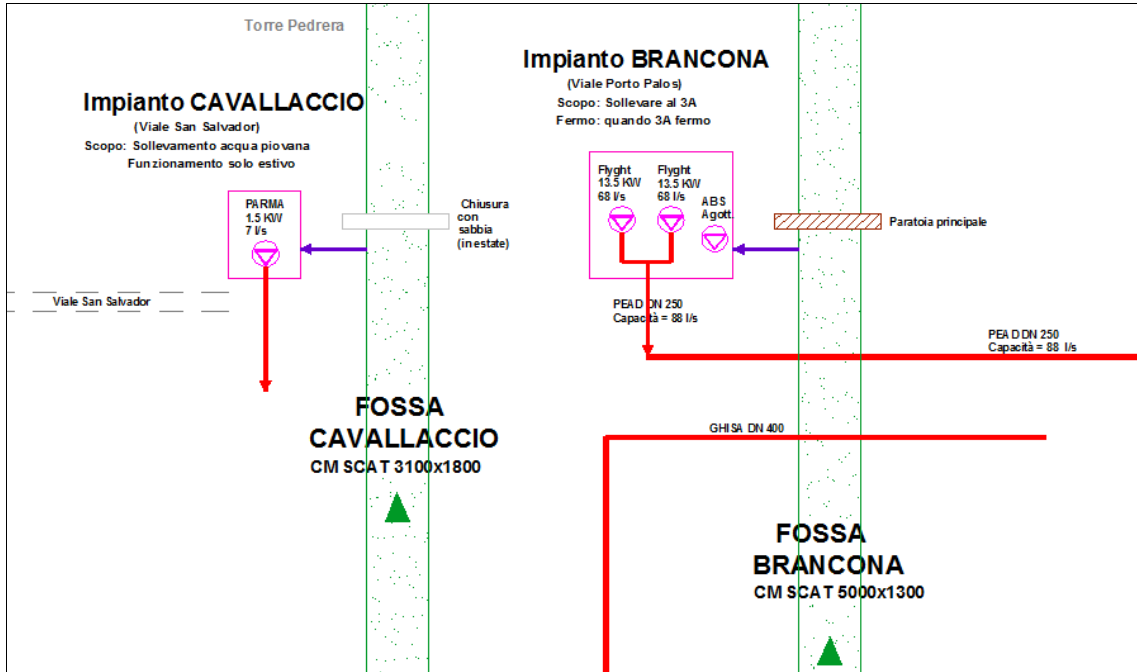 Torre Pedrera
Impianto CAVALLACCIO
(Viale San Salvador)
Scopo: Sollevamento acqua piovana
Funzionamento solo estivo
PARMA
1.5 KW
7 l/s
Chiusura
con
sabbia
(in estate)
Viale San Salvador
FOSSA
CAVALLACCIO
CM SCAT 3100x1800
Impianto BRANCONA
(Viale Porto Palos)
Scopo: Sollevare al 3A
Fermo: quando 3A fermo
Flyght
13.5 KW
68 l/s
Flyght
13.5 KW
68 l/s
ABS
Agott.
Paratoia principale
PEAD DN 250
Capacità = 88 l/s
PEAD DN 250
Capacità = 88 l/s
GHISA DN 400
FOSSA
BRANCONA
CM SCAT 5000x1300